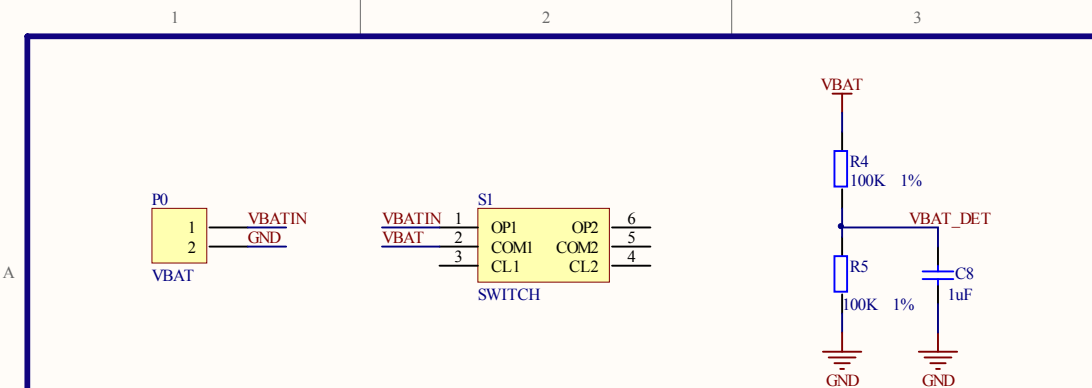 1 2 3
A
P0
1 VBATIN
2 GND
VBAT
S1
VBATIN 1 OP1 OP2 6
VBAT 2 COM1 COM2 5
3 CL1 CL2 4
SWITCH
VBAT
R4
100K 1%
VBAT_DET
R5
100K 1%
C8
1uF
GND GND